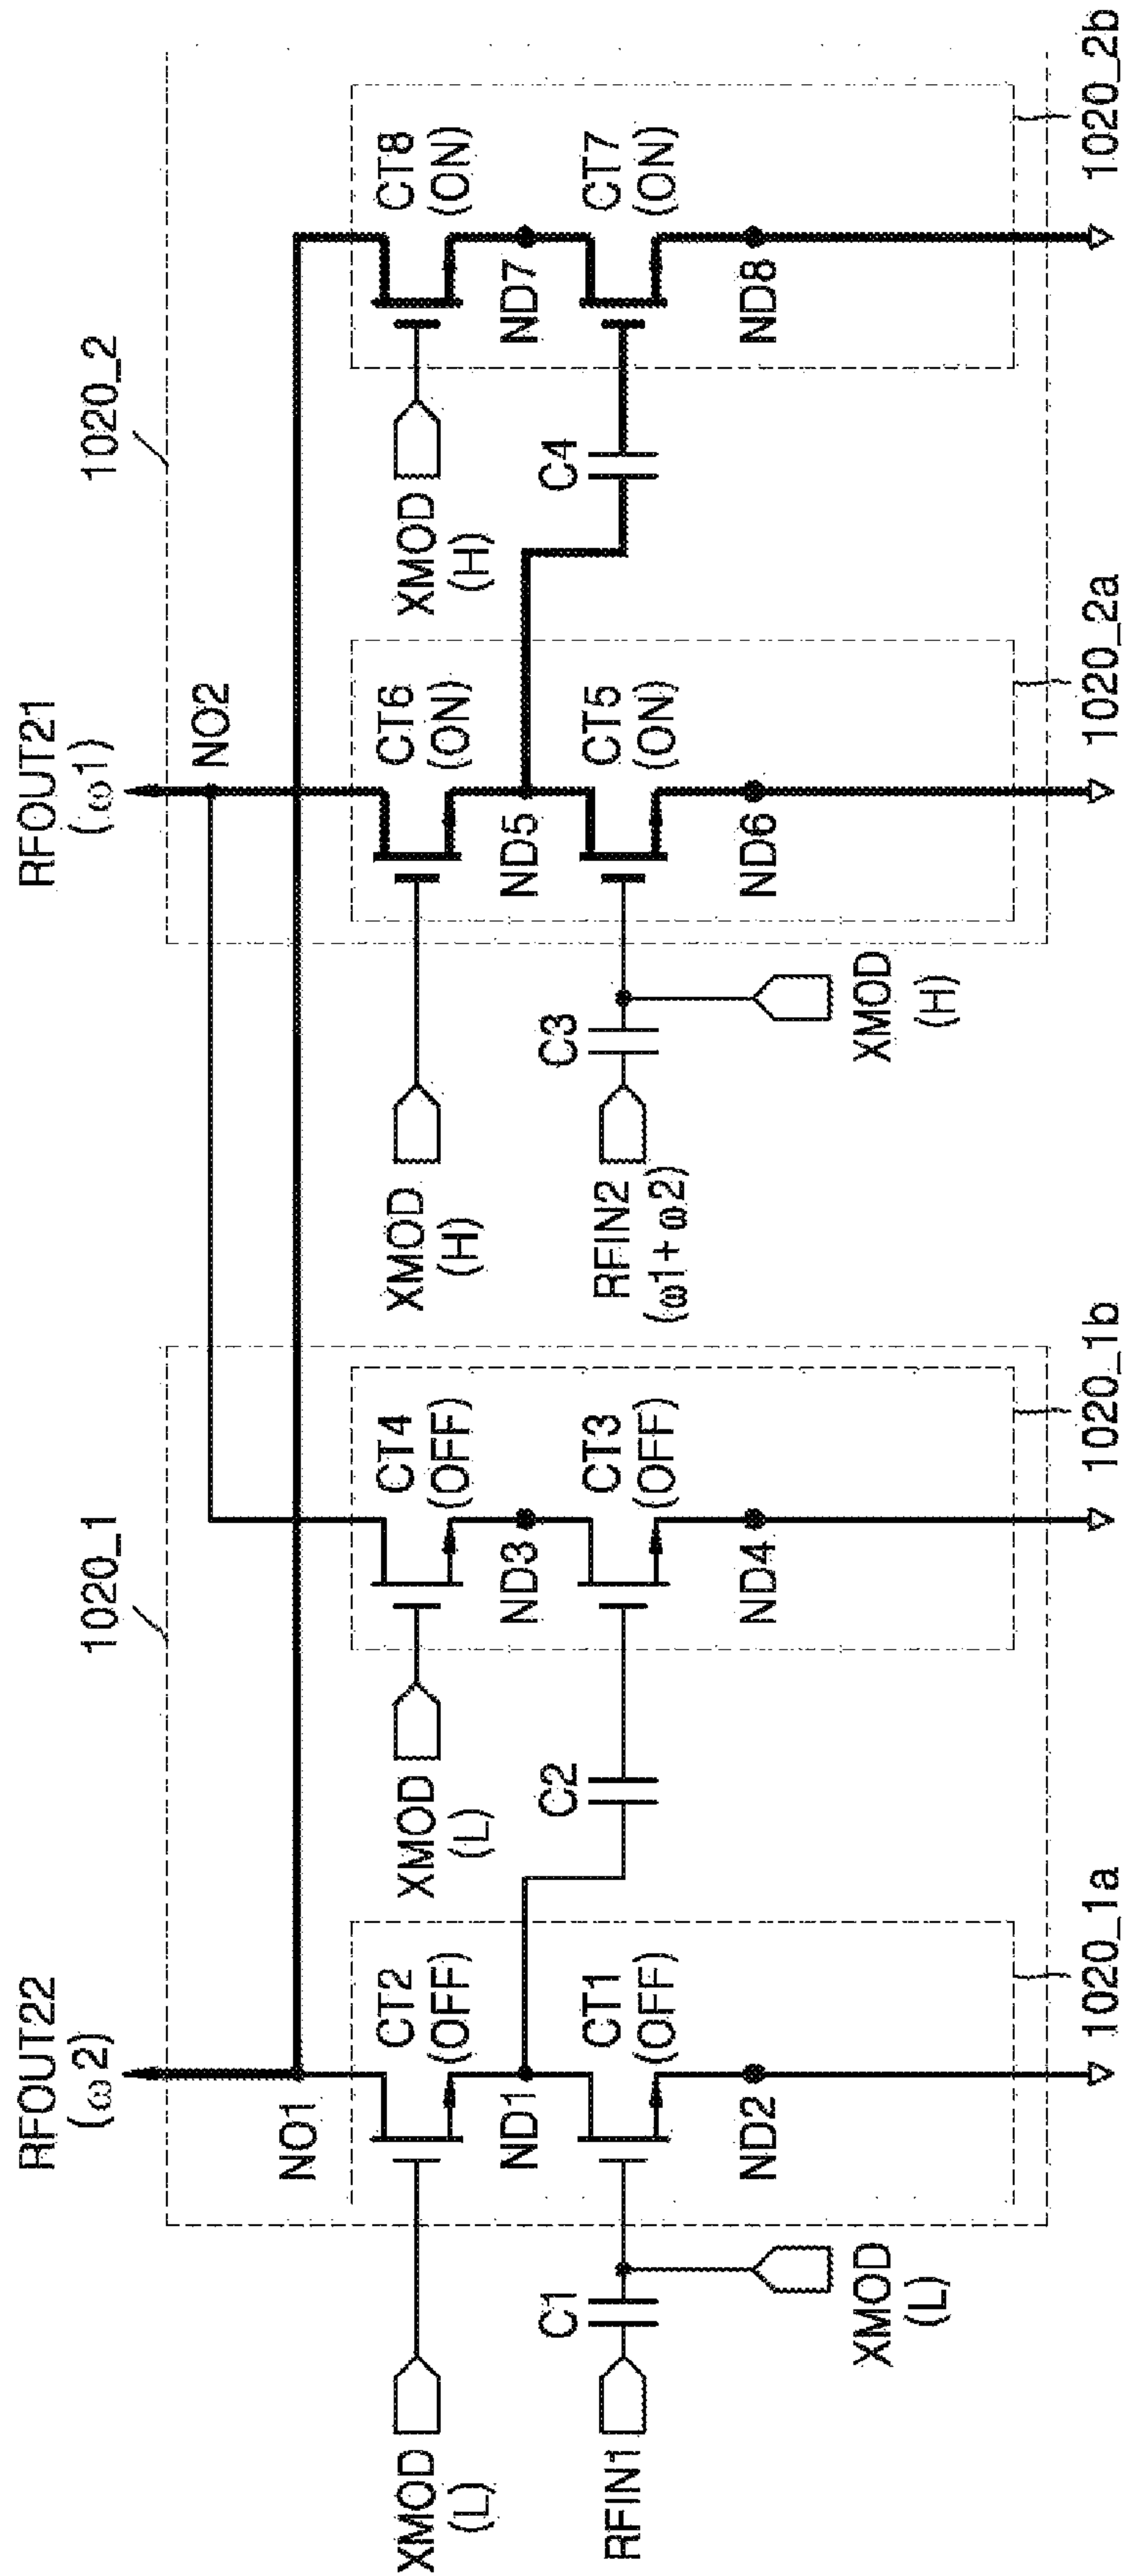 RFOUT22
(ω2)
RFOUT21
(ω1)
1020_1
1020_2
NO1
NO2
XMOD
(L)
CT2
(OFF)
XMOD
(L)
CT4
(OFF)
XMOD
(H)
CT6
(ON)
XMOD
(H)
CT8
(ON)
ND1
ND3
ND5
ND7
RFIN1
C1
CT1
(OFF)
C2
CT3
(OFF)
RFIN2
(ω1+ω2)
C3
CT5
(ON)
C4
CT7
(ON)
XMOD
(L)
ND2
ND4
XMOD
(H)
ND6
ND8
1020_1a
1020_1b
1020_2a
1020_2b